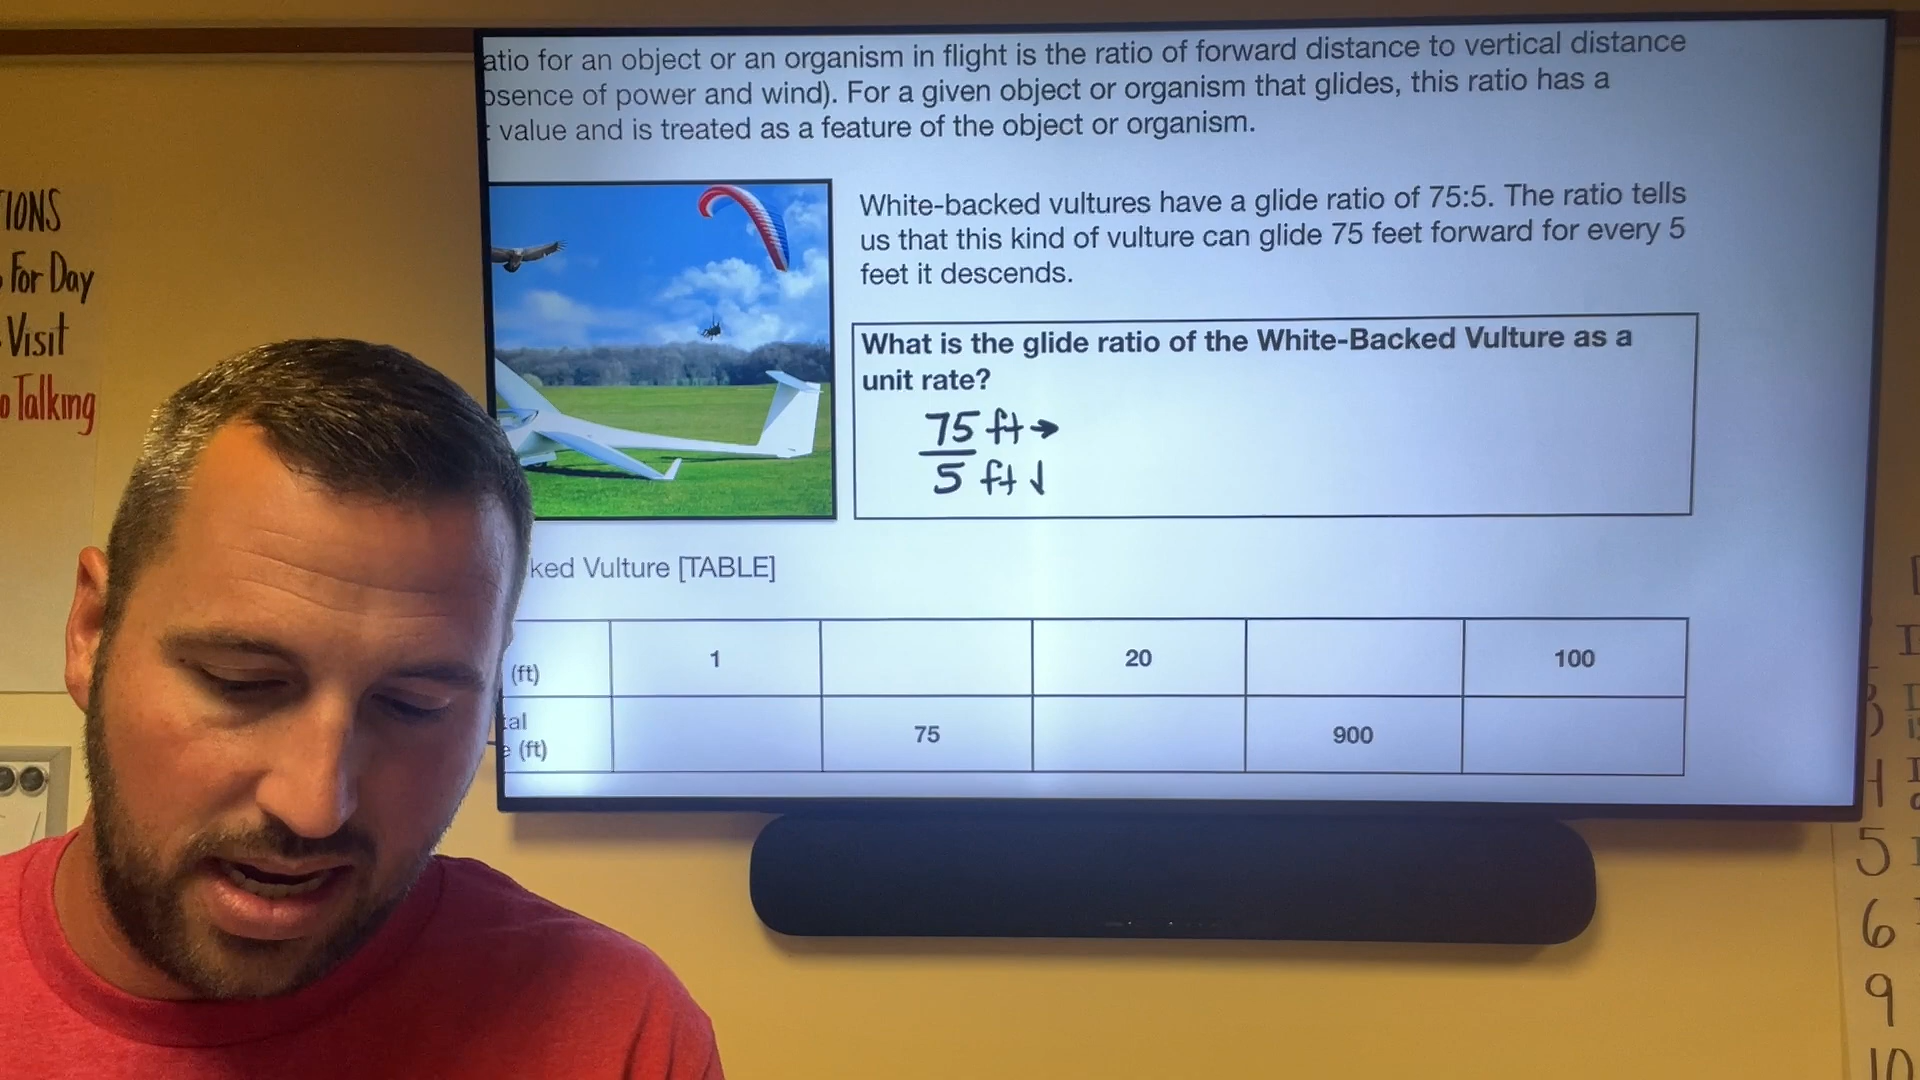 atio for an object or an organism in flight is the ratio of forward distance to vertical distance
bsence of power and wind). For a given object or organism that glides, this ratio has a
value and is treated as a feature of the object or organism.
White-backed vultures have a glide ratio of 75:5. The ratio tells
us that this kind of vulture can glide 75 feet forward for every 5
feet it descends.
What is the glide ratio of the White-Backed Vulture as a
unit rate?
75 ft →
5 ft ↓
ked Vulture [TABLE]
(ft) 1 20 100
tal
e (ft) 75 900
TIONS
For Day
Visit
o Talking
5
6
9
10